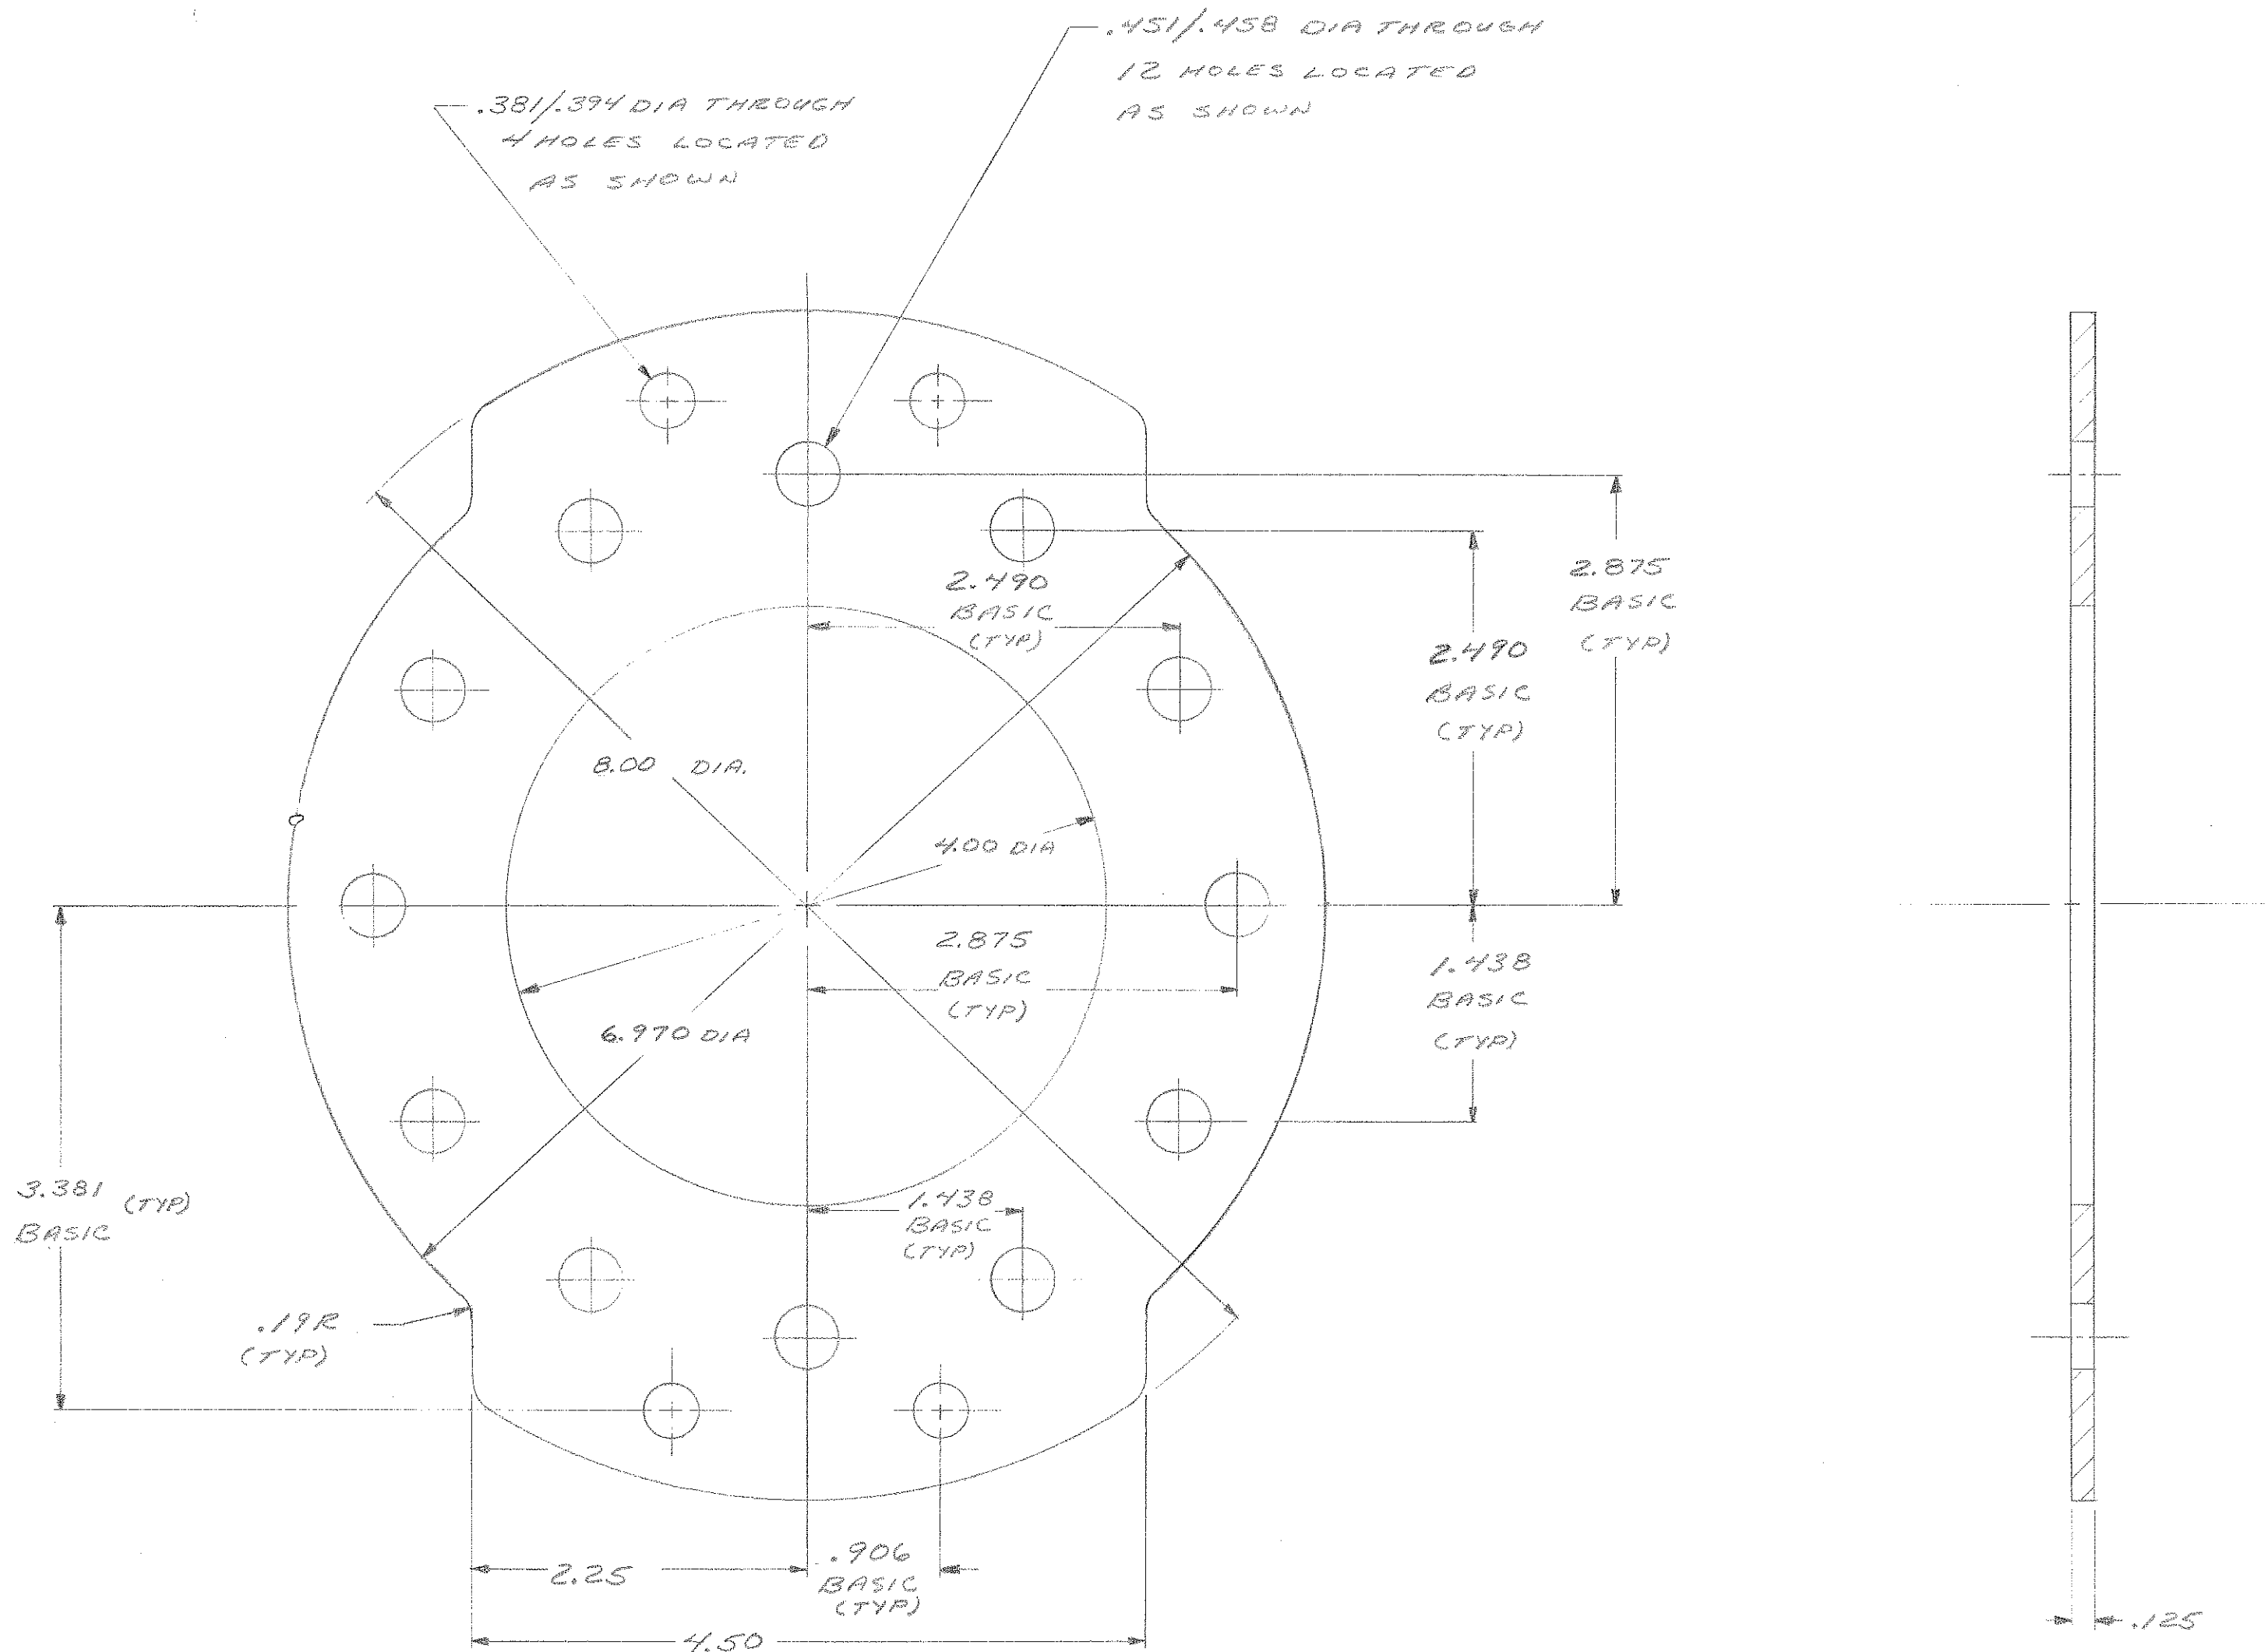 .451/.458 DIA THROUGH
12 HOLES LOCATED
AS SHOWN
.381/.394 DIA THROUGH
4 HOLES LOCATED
AS SHOWN
2.490
BASIC
(TYP)
2.875
BASIC
(TYP)
2.490
BASIC
(TYP)
8.00 DIA.
4.00 DIA
2.875
BASIC
(TYP)
1.438
BASIC
(TYP)
6.970 DIA
3.381 (TYP)
BASIC
1.438
BASIC
(TYP)
.19R
(TYP)
2.25
.906
BASIC
(TYP)
4.50
.125